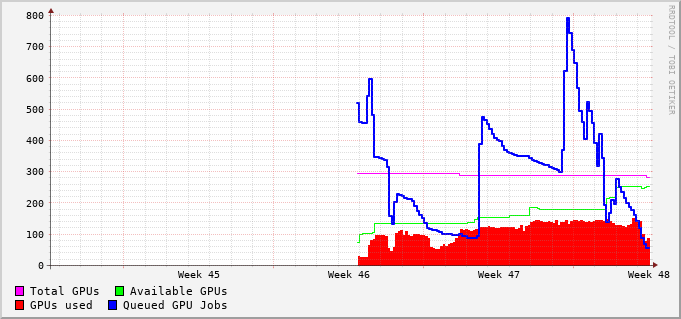 800
700
600
500
400
300
200
100
0
Week 45 Week 46 Week 47 Week 48
Total GPUs Available GPUs
GPUs used Queued GPU Jobs
RRDTOOL / TOBI OETIKER